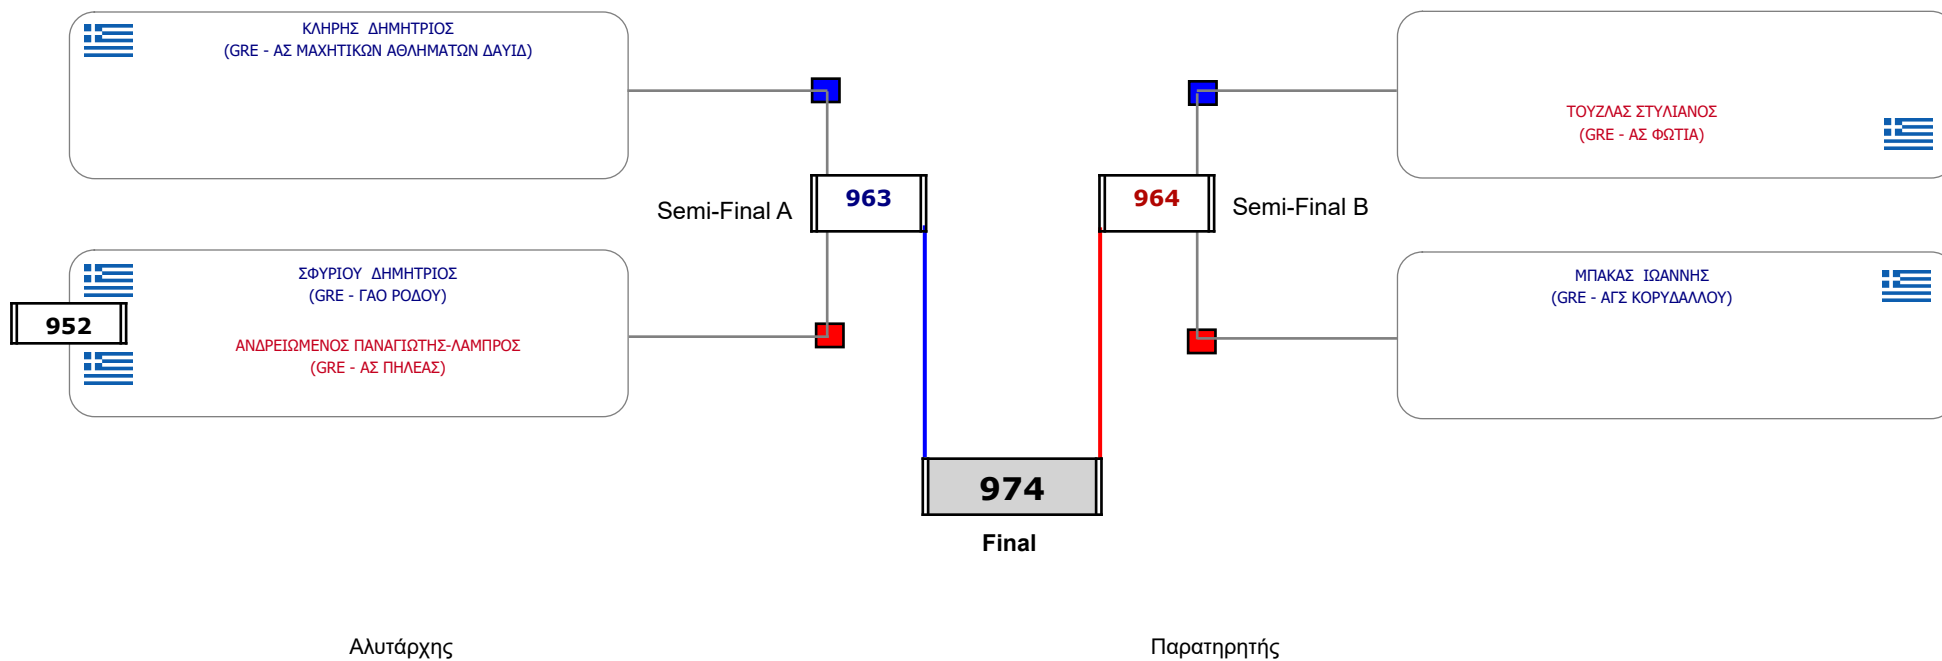 ΚΛΗΡΗΣ ΔΗΜΗΤΡΙΟΣ
(GRE - ΑΣ ΜΑΧΗΤΙΚΩΝ ΑΘΛΗΜΑΤΩΝ ΔΑΥΙΔ)
ΤΟΥΖΛΑΣ ΣΤΥΛΙΑΝΟΣ
(GRE - ΑΣ ΦΩΤΙΑ)
Semi-Final A
963
964
Semi-Final B
ΣΦΥΡΙΟΥ ΔΗΜΗΤΡΙΟΣ
(GRE - ΓΑΟ ΡΟΔΟΥ)
952
ΑΝΔΡΕΙΩΜΕΝΟΣ ΠΑΝΑΓΙΩΤΗΣ-ΛΑΜΠΡΟΣ
(GRE - ΑΣ ΠΗΛΕΑΣ)
ΜΠΑΚΑΣ ΙΩΑΝΝΗΣ
(GRE - ΑΓΣ ΚΟΡΥΔΑΛΛΟΥ)
974
Final
Αλυτάρχης
Παρατηρητής